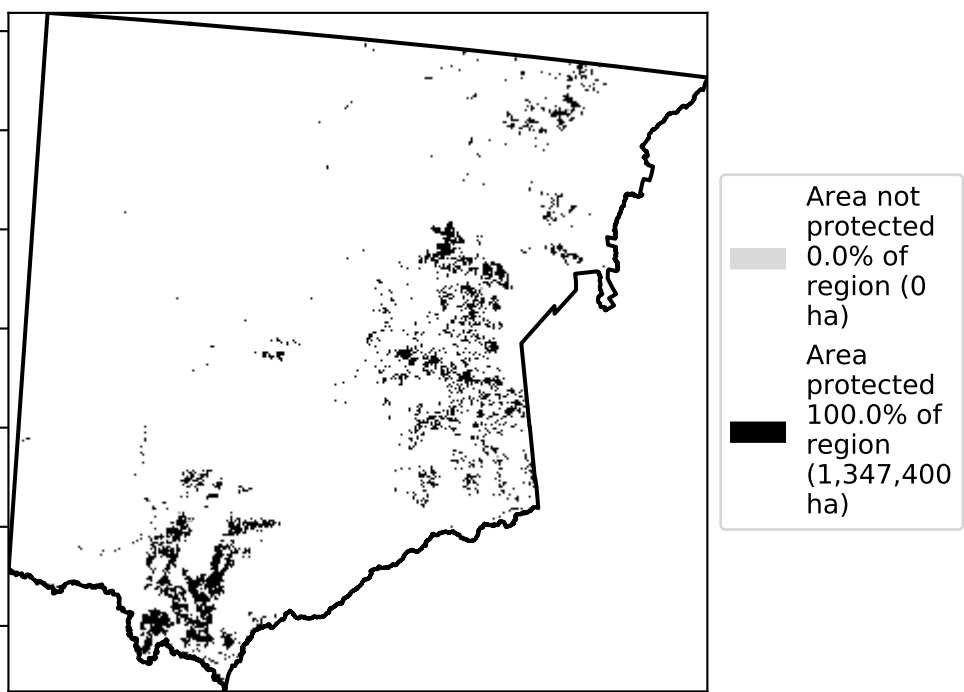 Area not
protected
0.0% of
region (0
ha)
Area
protected
100.0% of
region
(1,347,400
ha)